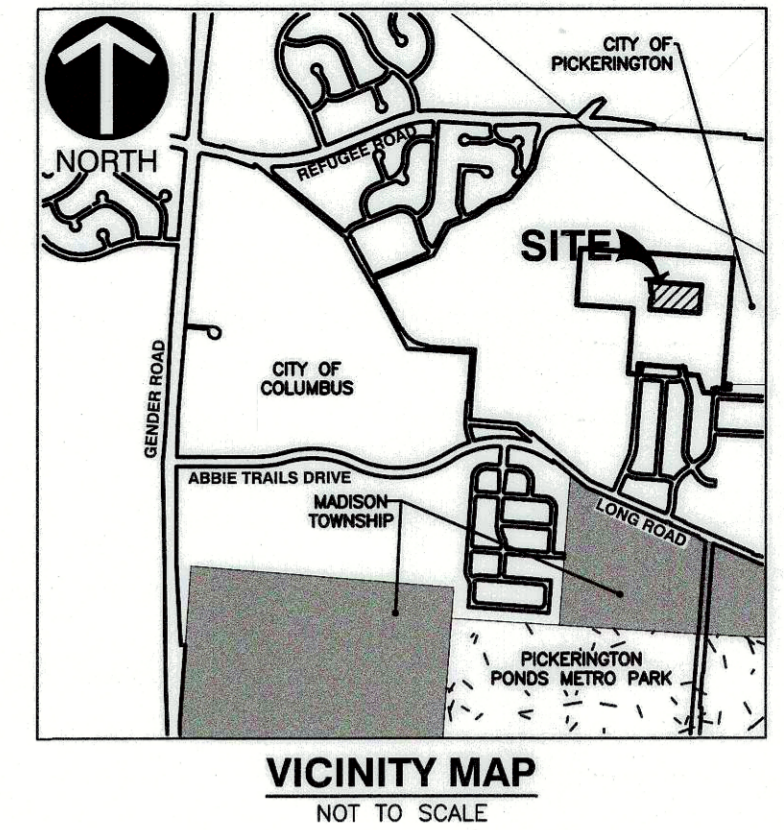 CITY OF
PICKERINGTON
NORTH
REFUGEE ROAD
SITE
GENDER ROAD
CITY OF
COLUMBUS
ABBIE TRAILS DRIVE
MADISON
TOWNSHIP
LONG ROAD
PICKERINGTON
PONDS METRO PARK
VICINITY MAP
NOT TO SCALE